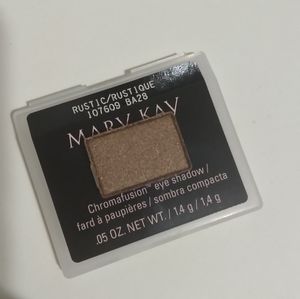 RUSTIC/RUSTIQUE
107609 BA28
MARY KAY
Chromafusion™ eye shadow /
fard à paupières / sombra compacta
.05 OZ. NET WT. / 1.4 g / 1,4 g